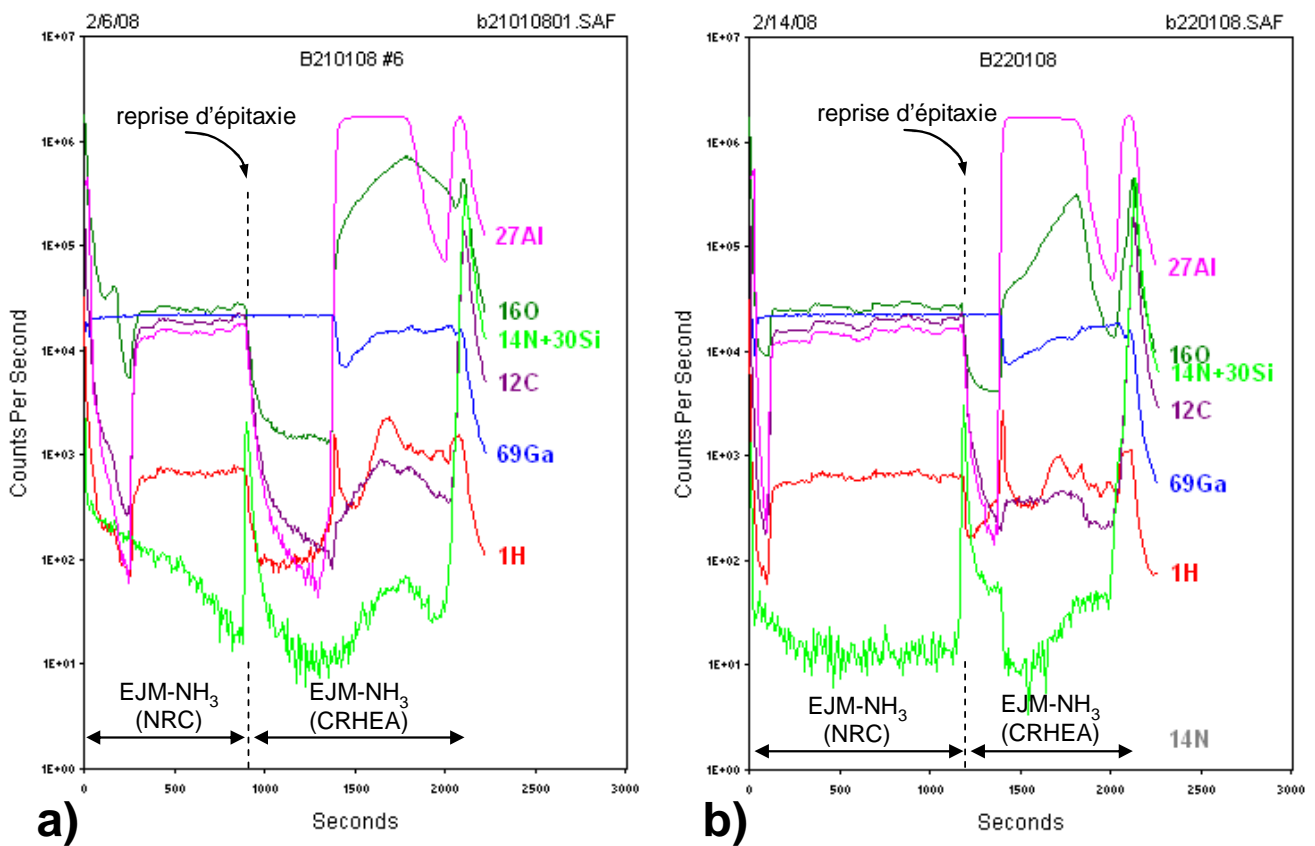 2/6/08
b21010801.SAF
1E+07
1E+06
1E+05
1E+04
1E+03
1E+02
1E+01
1E+00
Counts Per Second
B210108 #6
reprise d'épitaxie
27Al
16O
14N+30Si
12C
69Ga
1H
EJM-NH3
(NRC)
EJM-NH3
(CRHEA)
0
500
1000
1500
2000
2500
3000
Seconds
a)
2/14/08
b220108.SAF
1E+07
1E+06
1E+05
1E+04
1E+03
1E+02
1E+01
1E+00
Counts Per Second
B220108
reprise d'épitaxie
27Al
16O
14N+30Si
12C
69Ga
1H
EJM-NH3
(NRC)
EJM-NH3
(CRHEA)
14N
0
500
1000
1500
2000
2500
3000
Seconds
b)